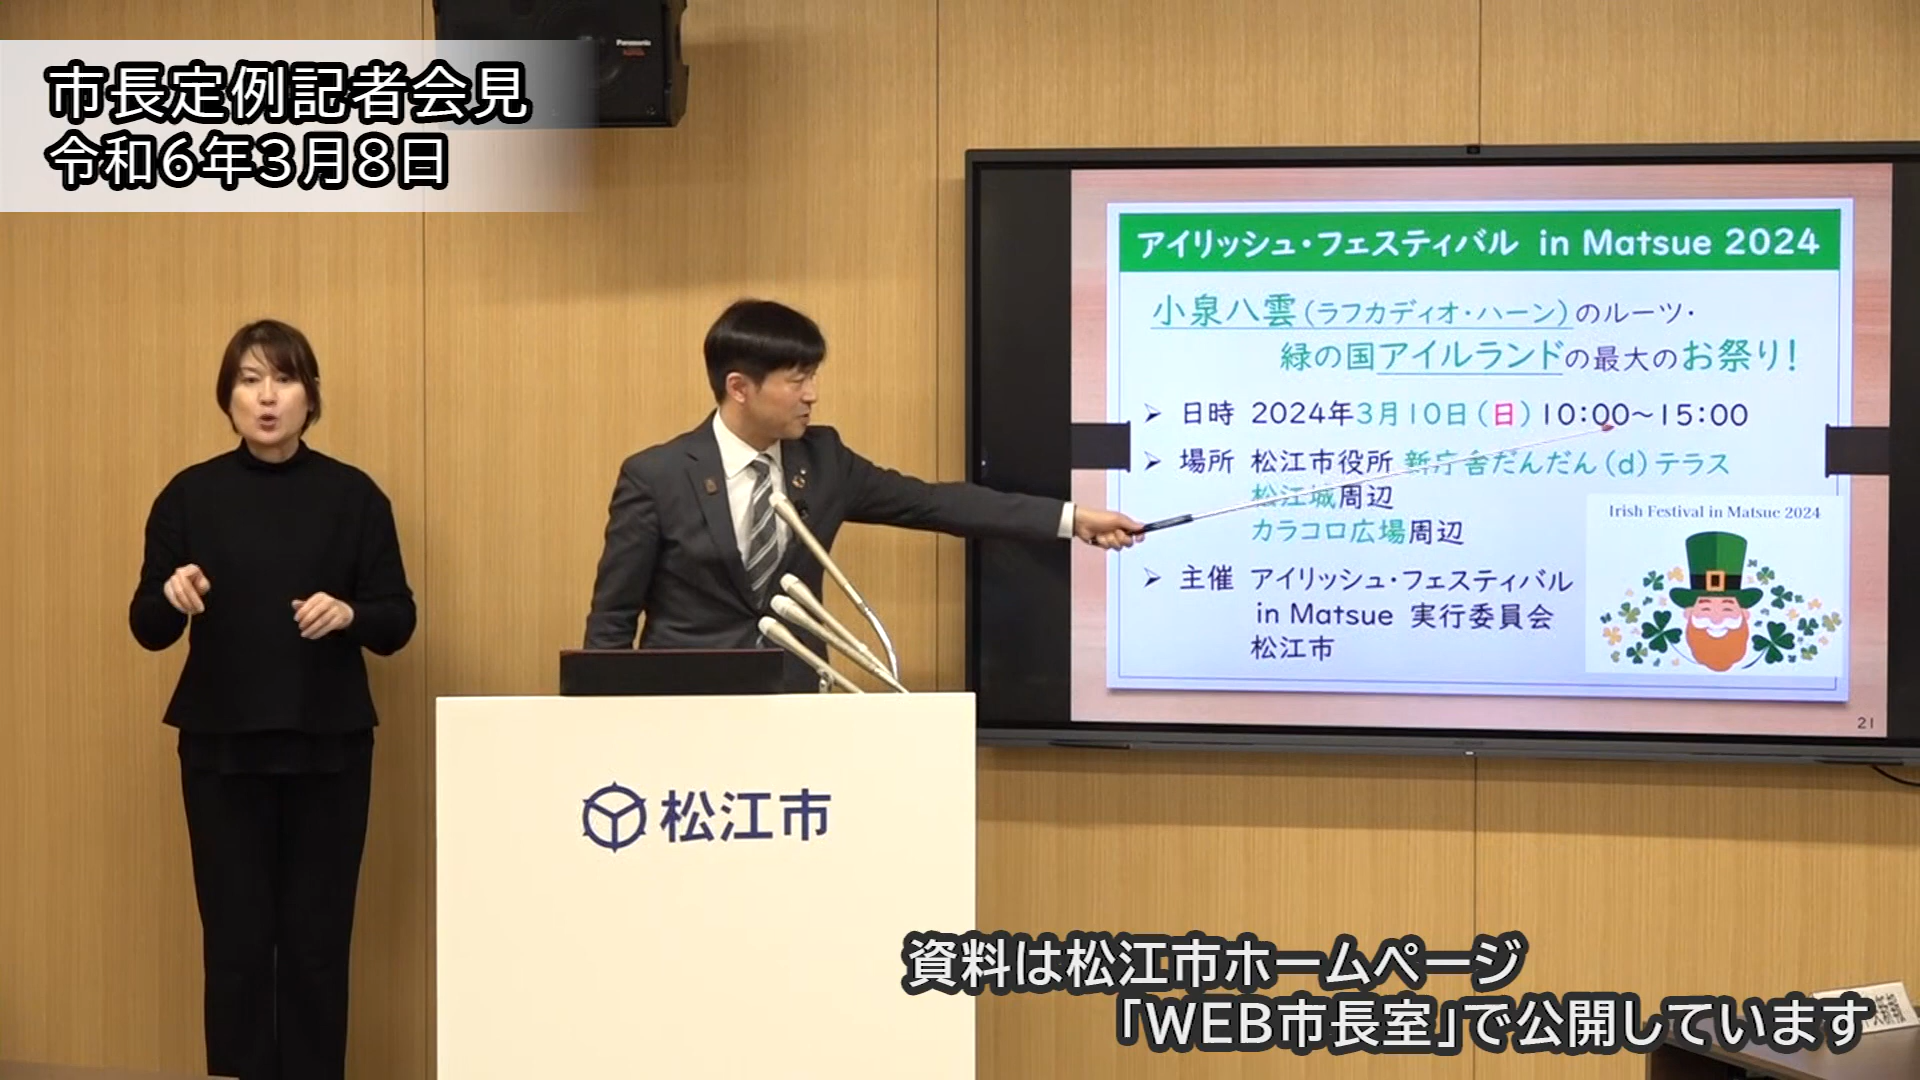 Panasonic
市長定例記者会見
令和6年3月8日
アイリッシュ・フェスティバル in Matsue 2024
小泉八雲(ラフカディオ・ハーン)のルーツ・
緑の国アイルランドの最大のお祭り!
➢ 日時 2024年3月10日(日)10:00~15:00
➢ 場所 松江市役所 新庁舎だんだん(d)テラス
松江城周辺
カラコロ広場周辺
➢ 主催 アイリッシュ・フェスティバル
in Matsue 実行委員会
松江市
Irish Festival in Matsue 2024
21
松江市
資料は松江市ホームページ
「WEB市長室」で公開しています